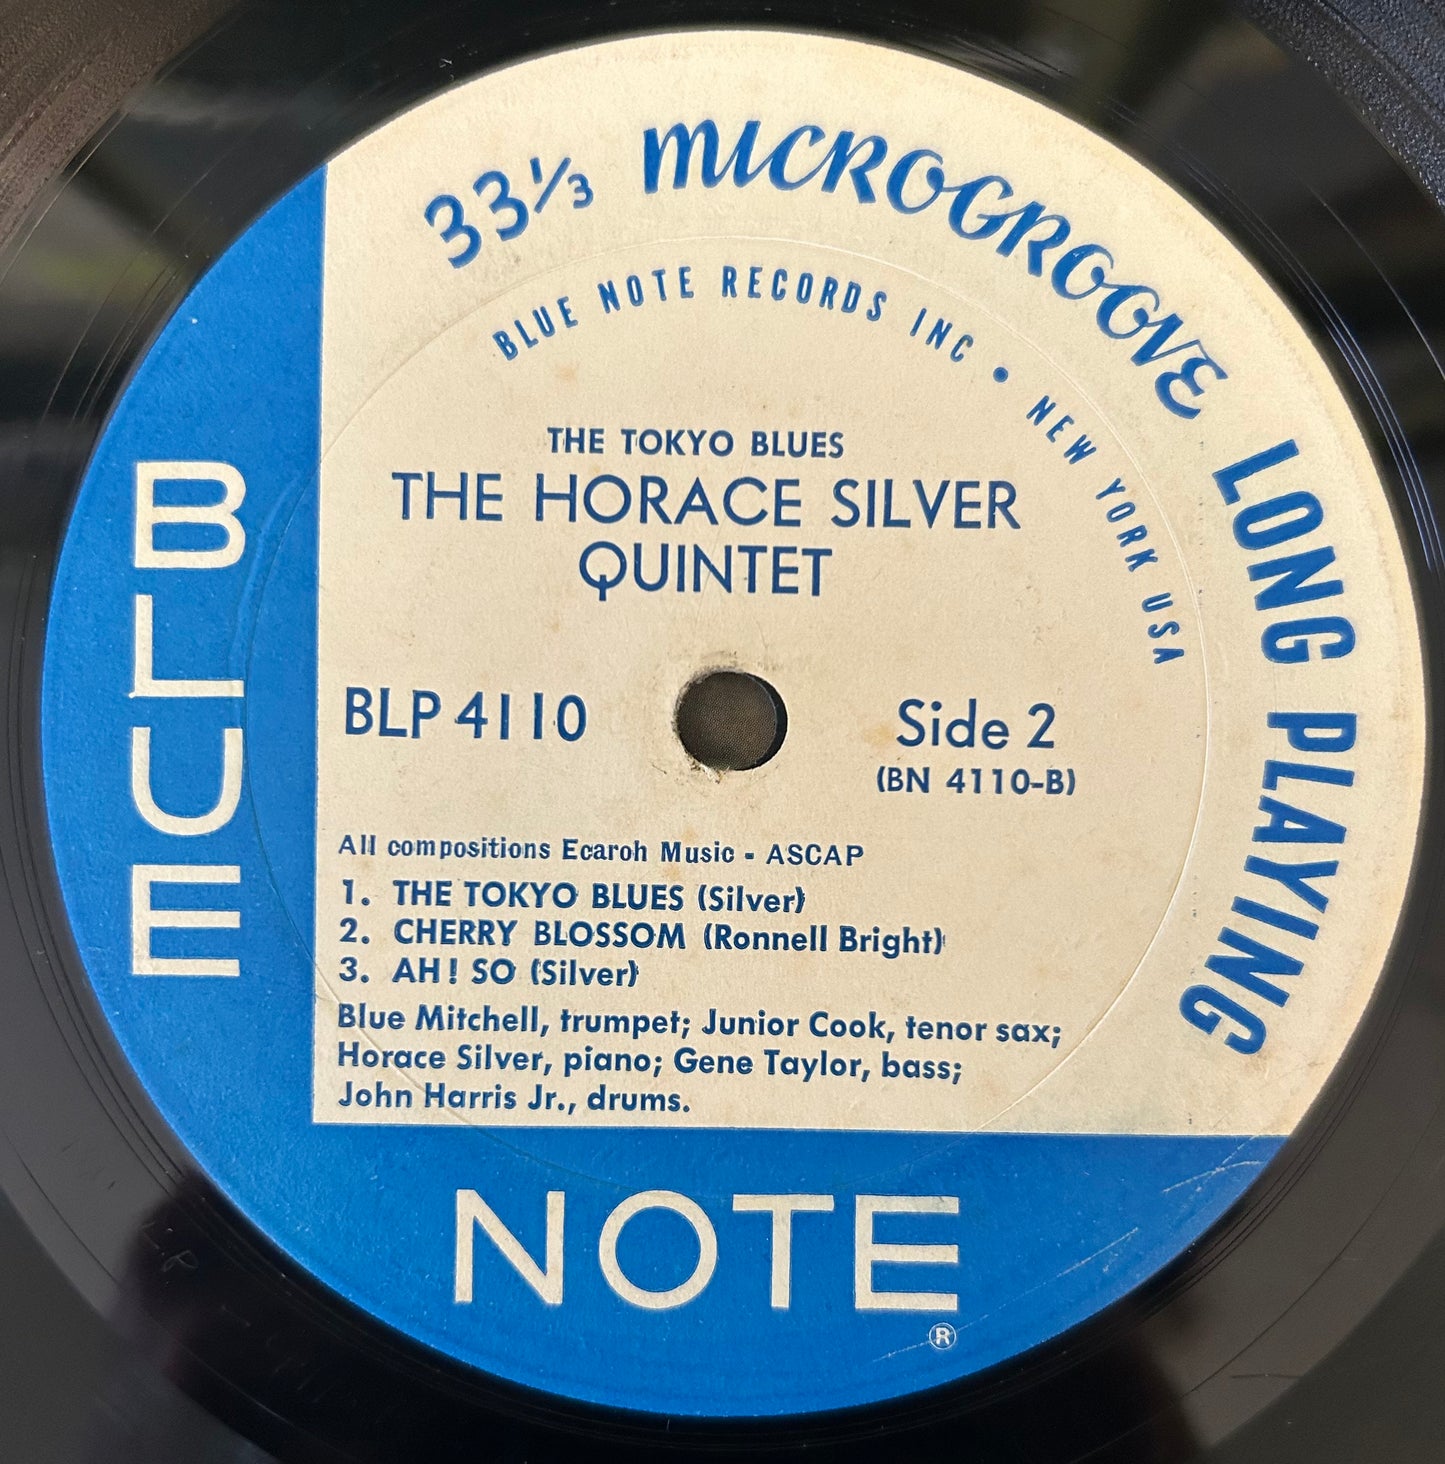 33⅓ MICROGROOVE LONG PLAYING
BLUE NOTE RECORDS INC • NEW YORK USA
THE TOKYO BLUES
THE HORACE SILVER
QUINTET
BLP 4110
Side 2
(BN 4110-B)
All compositions Ecaroh Music - ASCAP
1. THE TOKYO BLUES (Silver)
2. CHERRY BLOSSOM (Ronnell Bright)
3. AH! SO (Silver)
Blue Mitchell, trumpet; Junior Cook, tenor sax;
Horace Silver, piano; Gene Taylor, bass;
John Harris Jr., drums.
BLUE
NOTE
®